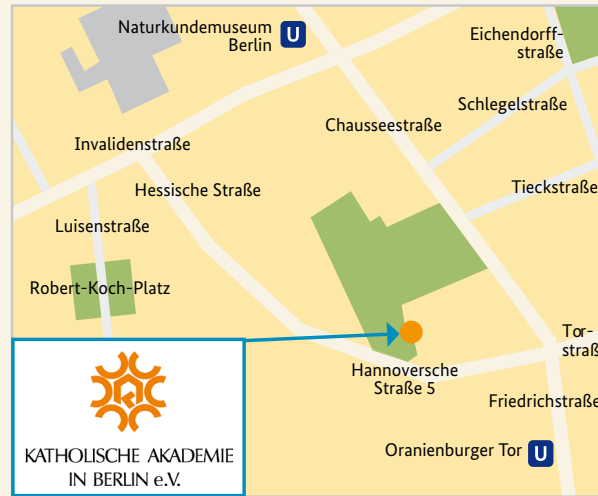 Naturkundemuseum
Berlin
U
Eichendorff-
straße
Schlegelstraße
Chausseestraße
Invalidenstraße
Hessische Straße
Tieckstraße
Luisenstraße
Robert-Koch-Platz
Tor-
straß
Hannoversche
Straße 5
Friedrichstraße
Oranienburger Tor U
KATHOLISCHE AKADEMIE
IN BERLIN e.V.